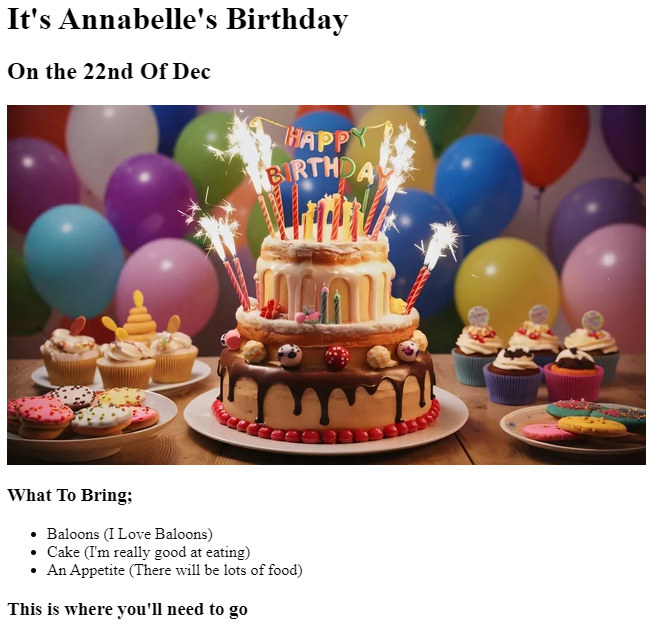 It's Annabelle's Birthday
On the 22nd Of Dec
HAPPY
BIRTHDAY
What To Bring;
Baloons (I Love Baloons)
Cake (I'm really good at eating)
An Appetite (There will be lots of food)
This is where you'll need to go